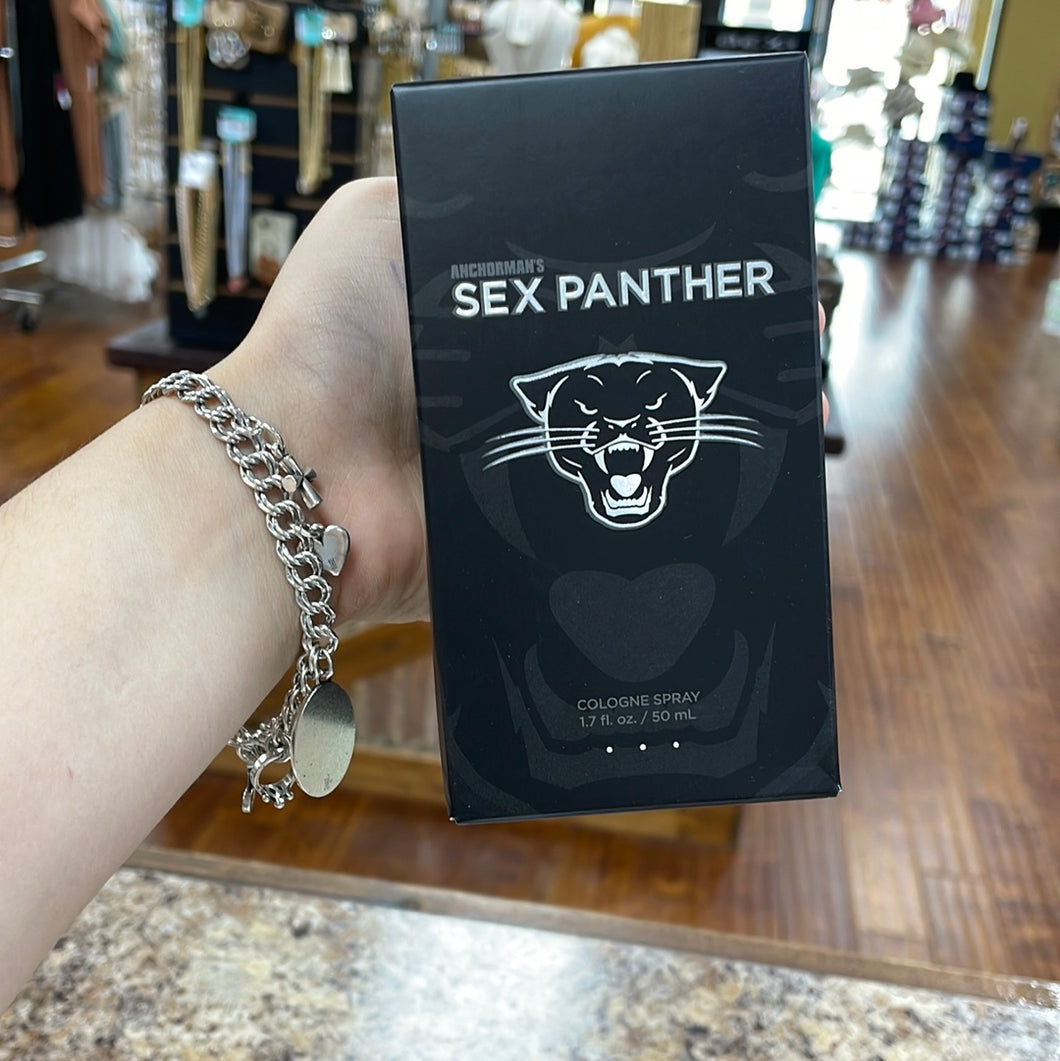 ANCHORMAN'S
SEX PANTHER
COLOGNE SPRAY
1.7 fl. oz. / 50 mL